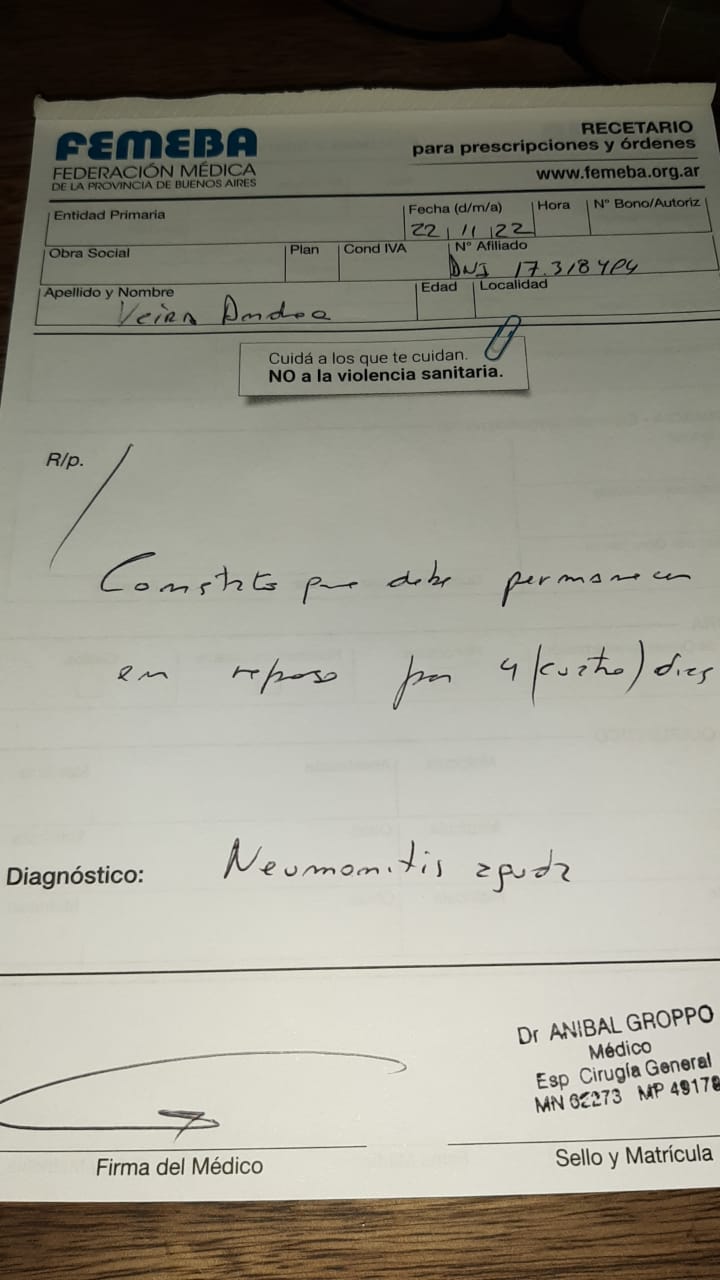 FEMEBA
FEDERACIÓN MÉDICA
DE LA PROVINCIA DE BUENOS AIRES
RECETARIO
para prescripciones y órdenes
www.femeba.org.ar
Entidad Primaria
Fecha (d/m/a)
22 11 22
Hora
N° Bono/Autoriz
Obra Social
Plan
Cond IVA
N° Afiliado
DNI 17.318
Apellido y Nombre
Veira Andrea
Edad
Localidad
Cuidá a los que te cuidan.
NO a la violencia sanitaria.
R/p.
Constato que debe permanecer
en reposo por 4 (cuatro) dias
Diagnóstico: Neumonitis aguda
Dr ANIBAL GROPPO
Médico
Esp Cirugía General
MN 62273 MP 49178
Firma del Médico
Sello y Matrícula